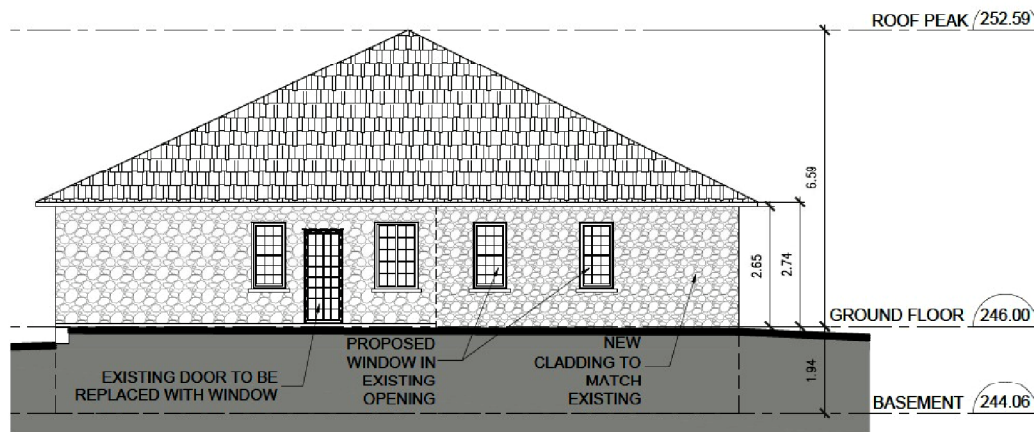 ROOF PEAK 252.59
6.59
2.65
2.74
GROUND FLOOR 246.00
PROPOSED
WINDOW IN
EXISTING
OPENING
NEW
CLADDING TO
MATCH
EXISTING
EXISTING DOOR TO BE
REPLACED WITH WINDOW
1.94
BASEMENT 244.06